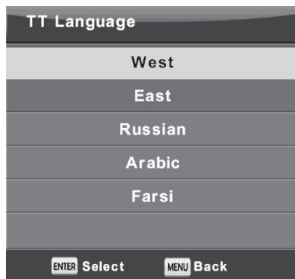 TT Language
West
East
Russian
Arabic
Farsi
ENTER Select MENU Back